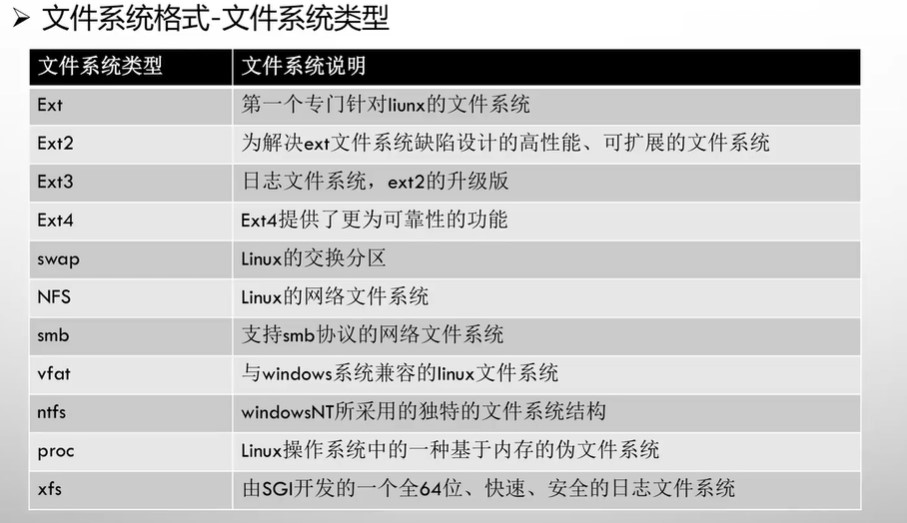 ➢ 文件系统格式-文件系统类型
文件系统类型 文件系统说明
Ext 第一个专门针对liunx的文件系统
Ext2 为解决ext文件系统缺陷设计的高性能、可扩展的文件系统
Ext3 日志文件系统，ext2的升级版
Ext4 Ext4提供了更为可靠性的功能
swap Linux的交换分区
NFS Linux的网络文件系统
smb 支持smb协议的网络文件系统
vfat 与windows系统兼容的linux文件系统
ntfs windowsNT所采用的独特的文件系统结构
proc Linux操作系统中的一种基于内存的伪文件系统
xfs 由SGI开发的一个全64位、快速、安全的日志文件系统